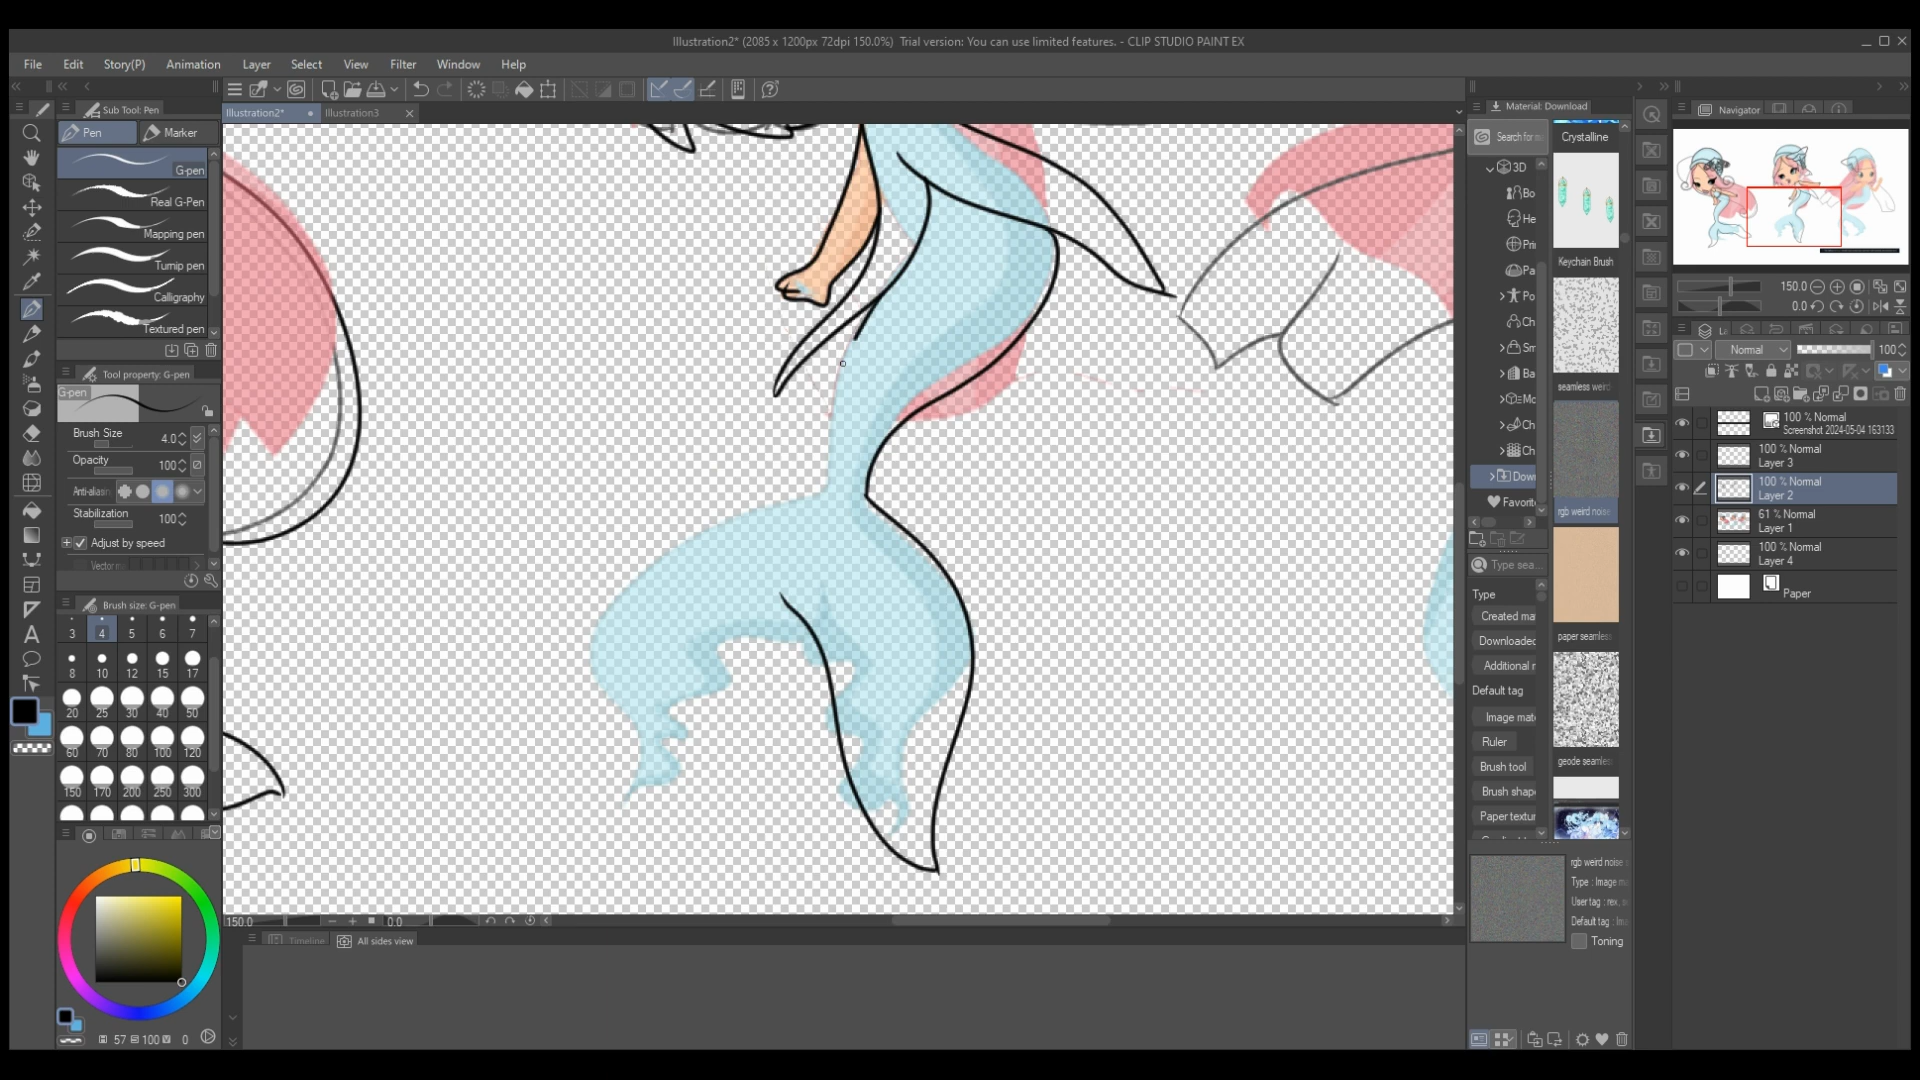 Illustration2* (2085 x 1200px 72dpi 150.0%)  Trial version: You can use limited features. - CLIP STUDIO PAINT EX
File Edit Story(P) Animation Layer Select View Filter Window Help
Sub Tool: Pen
Pen Marker
G-pen
Real G-Pen
Mapping pen
Turnip pen
Calligraphy
Textured pen
Tool property: G-pen
G-pen
Brush Size 4.0
Opacity 100
Anti-aliasin
Stabilization 100
Adjust by speed
Brush size: G-pen
3 4 5 6 7
8 10 12 15 17
20 25 30 40 50
60 70 80 100 120
150 170 200 250 300
57 100 0
Illustration2* Illustration3
150.0 0.0
Timeline All sides view
Material: Download
Search for
3D
Bo
He
Pri
Pa
Po
Ch
Sm
Ba
Mo
Ch
Ch
Down
Favorit
Type sea...
Type
Created ma
Downloaded
Additional r
Default tag
Image mat
Ruler
Brush tool
Brush shap
Paper textur
Crystalline
Keychain Brush
seamless weird
rgb weird noise
paper seamless
geode seamles
rgb weird noise
Type : Image m
User tag : rex, s
Default tag : Im
Toning
Navigator
150.0
0.0
Normal 100
100 % Normal
Screenshot 2024-05-04 163133
100 % Normal
Layer 3
100 % Normal
Layer 2
61 % Normal
Layer 1
100 % Normal
Layer 4
Paper